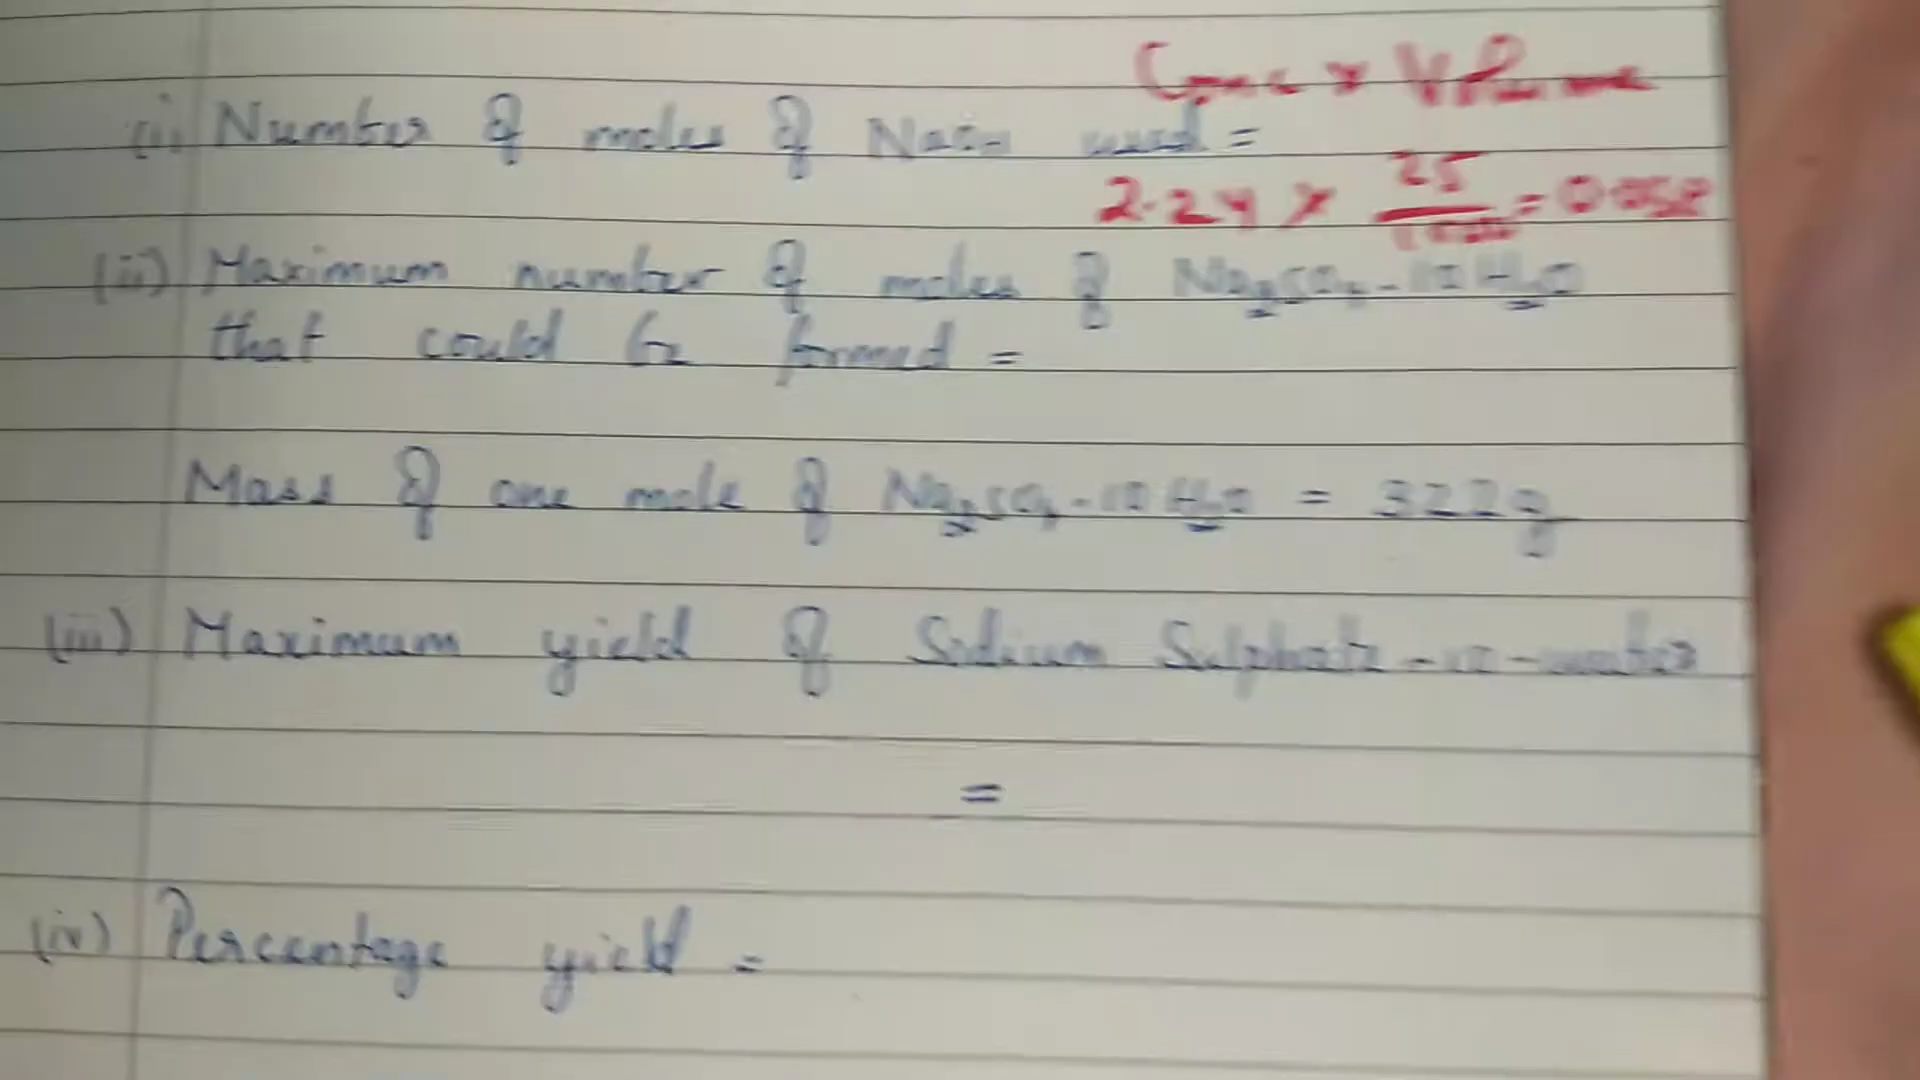 Conc x Volume
(i) Number of moles of NaOH used =
2.24 x 25/1000 = 0.058
(ii) Maximum number of moles of Na2SO4-10H2O
that could be formed =
Mass of one mole of Na2SO4-10H2O = 322g
(iii) Maximum yield of Sodium Sulphate-10-water
=
(iv) Percentage yield =